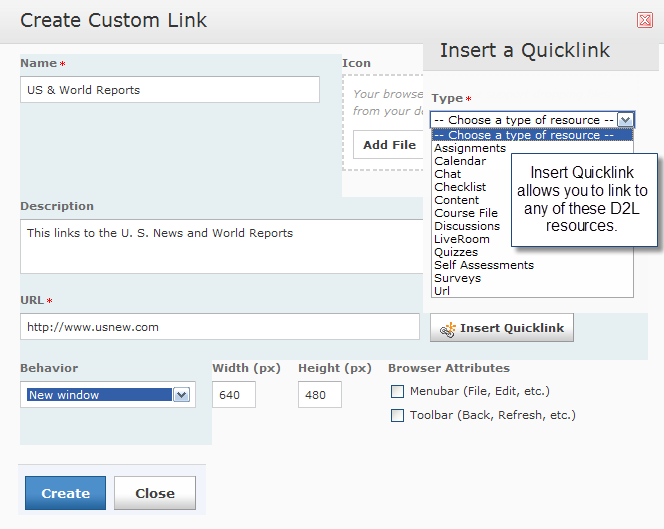 Create Custom Link
Insert a Quicklink
Name *
US & World Reports
Icon
Your browse
from your de
Add File
Type *
-- Choose a type of resource --
-- Choose a type of resource --
Assignments
Calendar
Chat
Checklist
Content
Course File
Discussions
LiveRoom
Quizzes
Self Assessments
Surveys
Url
Insert Quicklink
allows you to link to
any of these D2L
resources.
Description
This links to the U. S. News and World Reports
URL *
http://www.usnew.com
Insert Quicklink
Behavior
New window
Width (px)
640
Height (px)
480
Browser Attributes
Menubar (File, Edit, etc.)
Toolbar (Back, Refresh, etc.)
Create
Close